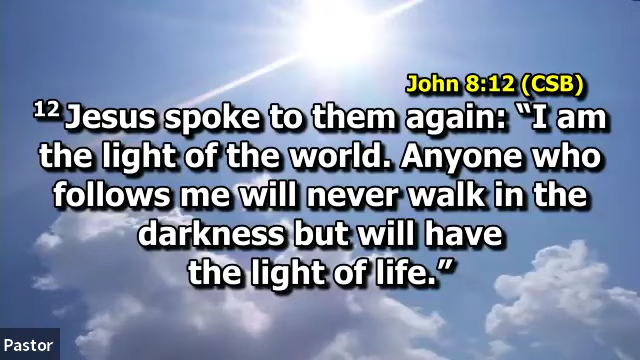 John 8:12 (CSB)
12 Jesus spoke to them again: “I am
the light of the world. Anyone who
follows me will never walk in the
darkness but will have
the light of life.”
Pastor